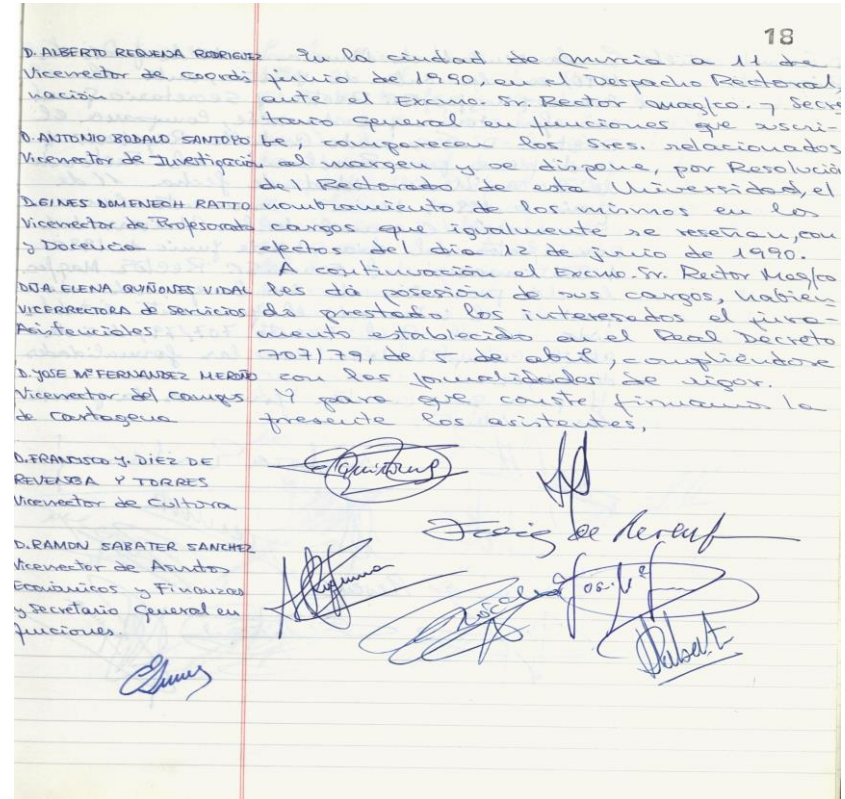 18
D. ALBERTO REQUENA RODRIGUEZ
Vicerrector de coordi
nación
D. ANTONIO BODALO SANTOYO
Vicerrector de Investigación
D. GINES DOMENECH RATTO
Vicerrector de Profesorado
y Docencia
DÑA ELENA QUIÑONES VIDAL
VICERRECTORA de Servicios
Asistenciales.
D. JOSE Mª FERNANDEZ MEROÑO
Vicerrector del Campus
de Cartagena
D. FRANCISCO J. DIEZ DE
REVENGA Y TORRES
Vicerrector de Cultura
D. RAMON SABATER SANCHEZ
Vicerrector de Asuntos
Económicos y Finanzas
y Secretario General en
funciones.
En la ciudad de Murcia a 11 de
junio de 1990, en el Despacho Rectoral,
ante el Excmo. Sr. Rector Magfco. y Secre
tario General en funciones que suscri-
be, comparecen los Sres. relacionados
al margen y se dispone, por Resolución
del Rectorado de esta Universidad, el
nombramiento de los mismos en los
cargos que igualmente se reseñan, con
efectos del día 12 de junio de 1990.
A continuación el Excmo. Sr. Rector Magfco
les dá posesión de sus cargos, habien
do prestado los interesados el jura-
mento establecido en el Real Decreto
707/79, de 5 de abril, cumpliéndose
con las formalidades de rigor.
Y para que conste firmamos la
presente los asistentes,